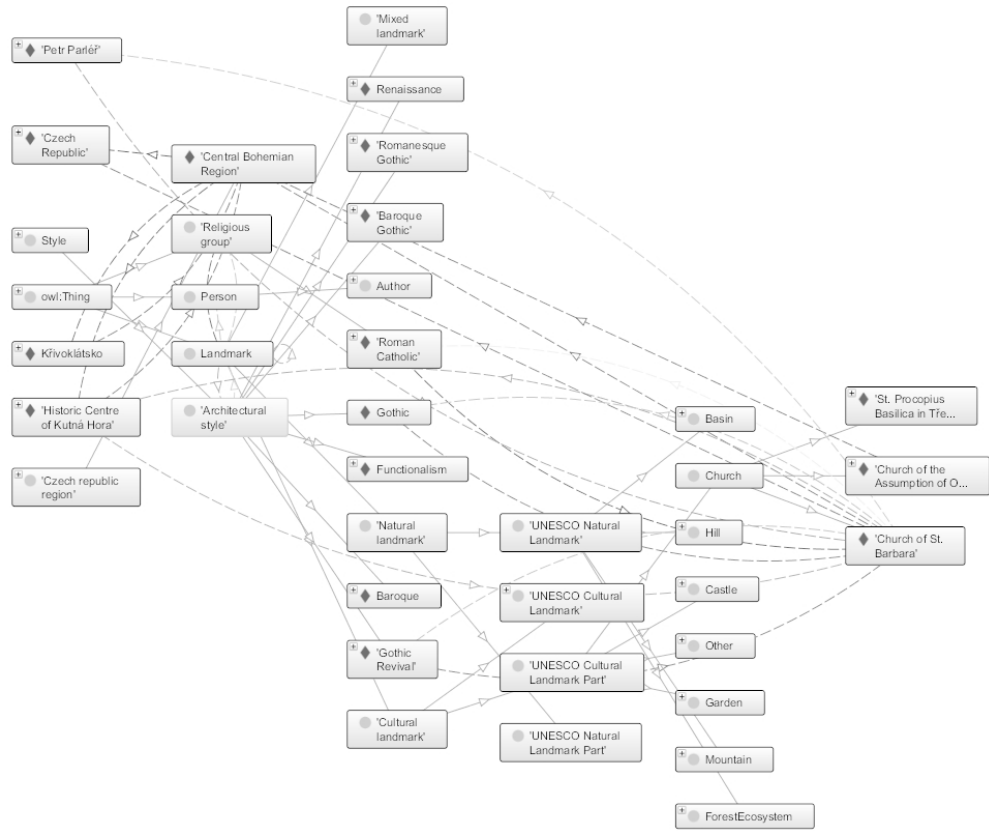 'Petr Parléř'
'Czech
Republic'
Style
owl:Thing
Křivoklátsko
'Historic Centre
of Kutná Hora'
'Czech republic
region'
'Central Bohemian
Region'
'Religious
group'
Person
Landmark
'Architectural
style'
'Mixed
landmark'
Renaissance
'Romanesque
Gothic'
'Baroque
Gothic'
Author
'Roman
Catholic'
Gothic
Functionalism
'Natural
landmark'
Baroque
'Gothic
Revival'
'Cultural
landmark'
'UNESCO Natural
Landmark'
'UNESCO Cultural
Landmark'
'UNESCO Cultural
Landmark Part'
'UNESCO Natural
Landmark Part'
Basin
Church
Hill
Castle
Other
Garden
Mountain
ForestEcosystem
'St. Procopius
Basilica in Tře...
'Church of the
Assumption of O...
'Church of St.
Barbara'